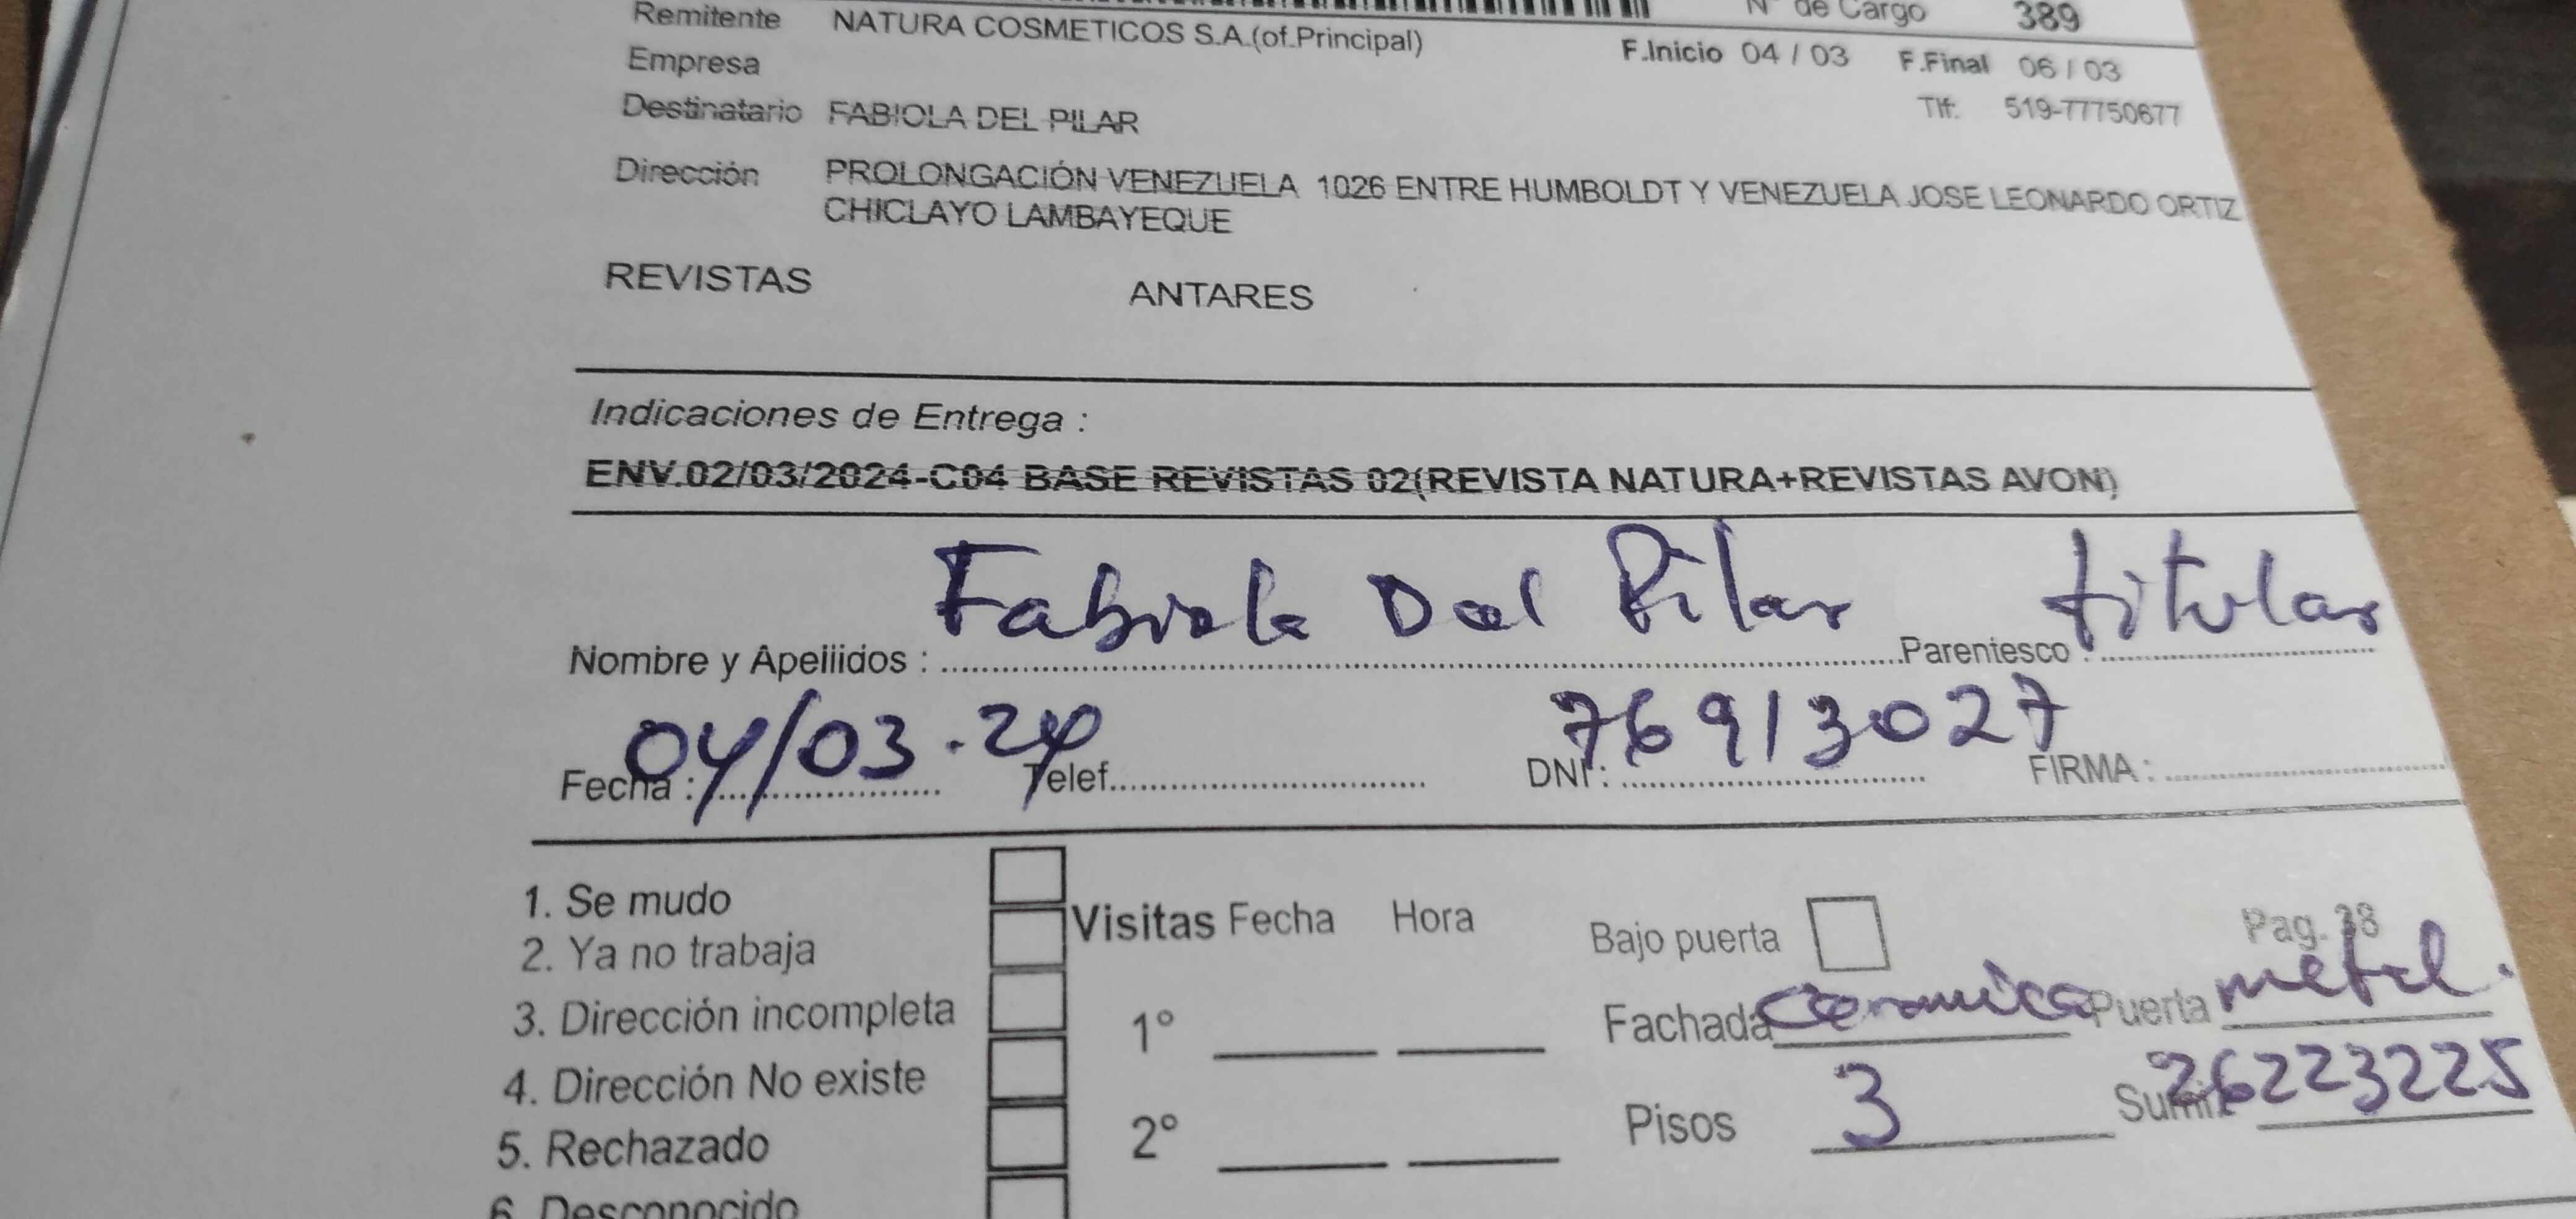 Remitente NATURA COSMETICOS S.A.(of.Principal) N° de Cargo 389
Empresa F.Inicio 04 / 03 F.Final 06 / 03
Destinatario FABIOLA DEL PILAR Tlf: 519-77750677
Dirección PROLONGACIÓN VENEZUELA 1026 ENTRE HUMBOLDT Y VENEZUELA JOSE LEONARDO ORTIZ
CHICLAYO LAMBAYEQUE
REVISTAS ANTARES
Indicaciones de Entrega :
ENV.02/03/2024-C04 BASE REVISTAS 02(REVISTA NATURA+REVISTAS AVON)
Nombre y Apellidos : Fabiola Del Pilar Parentesco : titular
Fecha : 04/03.24 Telef. DNI : 76913027 FIRMA :
1. Se mudo
2. Ya no trabaja
3. Dirección incompleta
4. Dirección No existe
5. Rechazado
6. Desconocido
Visitas Fecha Hora
1°
2°
Bajo puerta Pag. 38
Fachada Ceramica Puerta metal.
Pisos 3 26223225